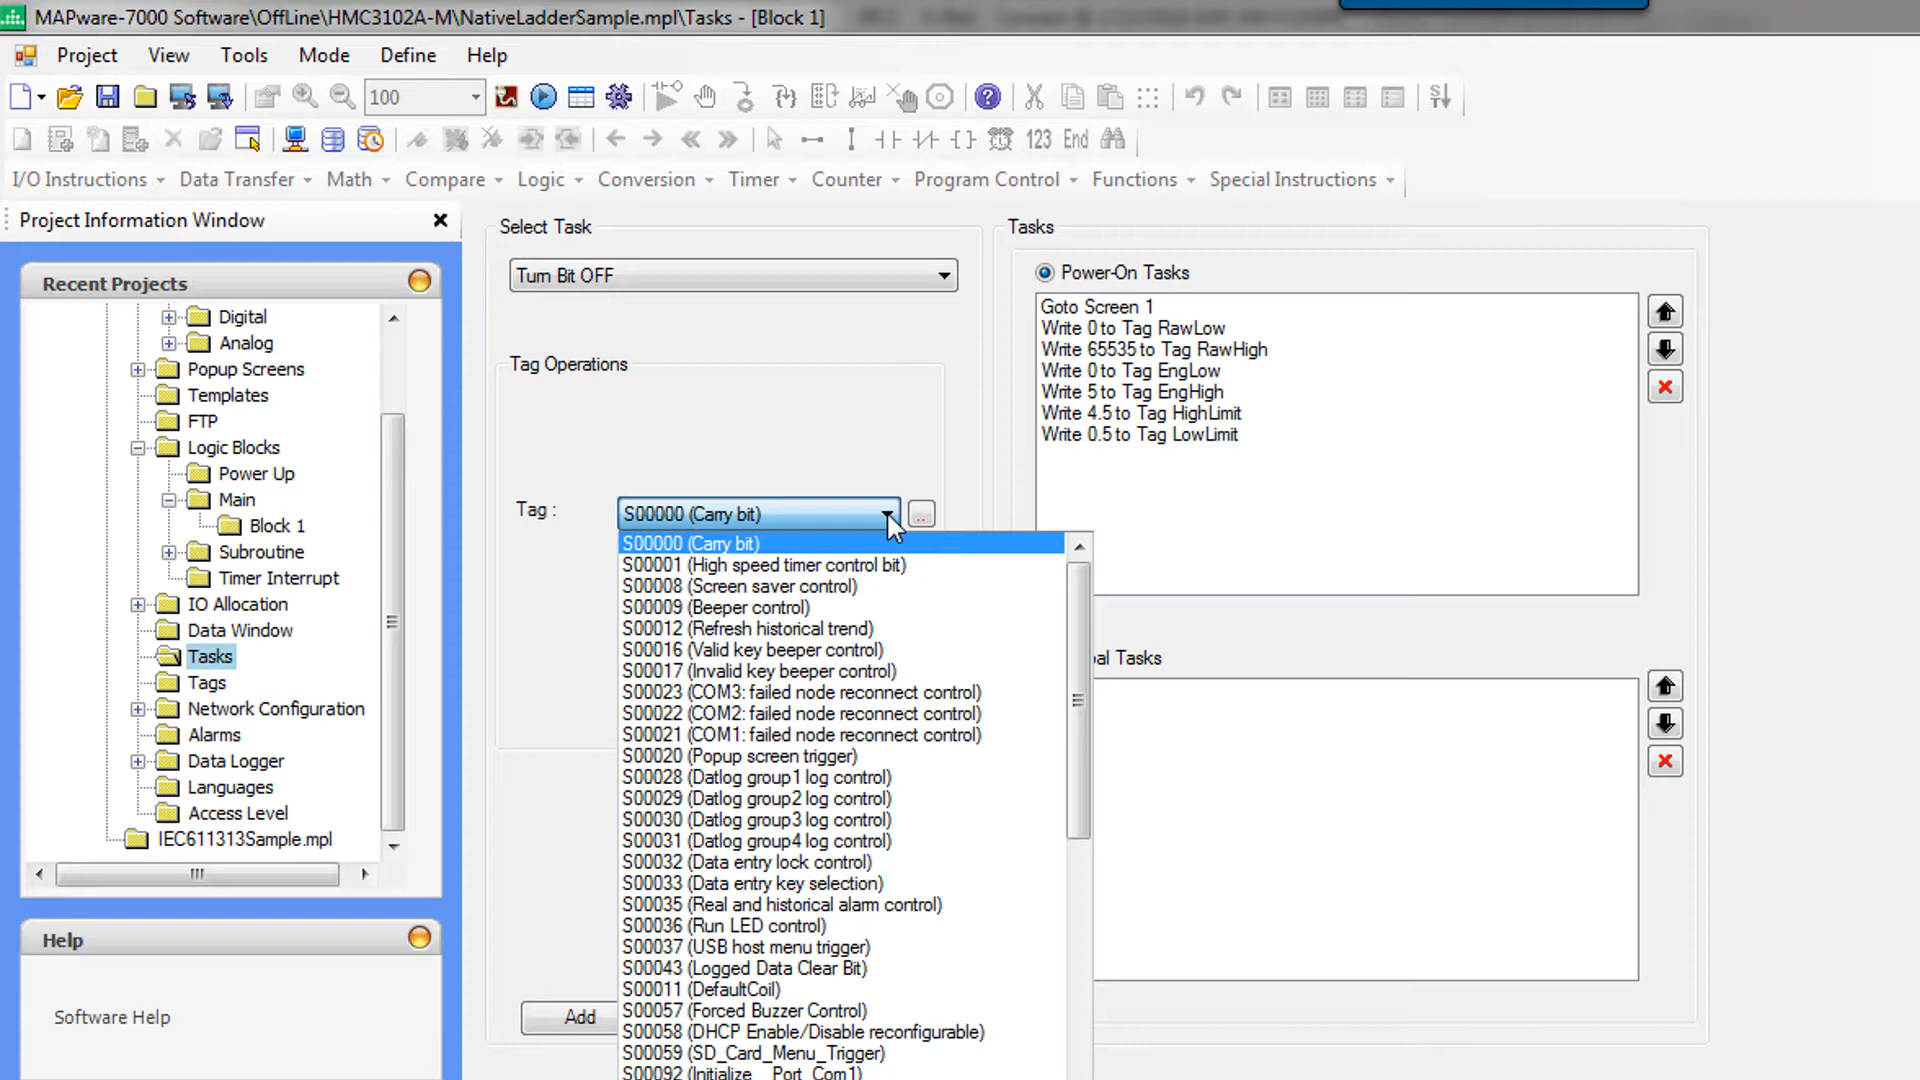 MAPware-7000 Software\OffLine\HMC3102A-M\NativeLadderSample.mpl\Tasks - [Block 1]
Project View Tools Mode Define Help
100
123 End
I/O Instructions Data Transfer Math Compare Logic Conversion Timer Counter Program Control Functions Special Instructions
Project Information Window
Recent Projects
Digital
Analog
Popup Screens
Templates
FTP
Logic Blocks
Power Up
Main
Block 1
Subroutine
Timer Interrupt
IO Allocation
Data Window
Tasks
Tags
Network Configuration
Alarms
Data Logger
Languages
Access Level
IEC611313Sample.mpl
Help
Software Help
Select Task
Turn Bit OFF
Tag Operations
Tag :
S00000 (Carry bit)
..
S00000 (Carry bit)
S00001 (High speed timer control bit)
S00008 (Screen saver control)
S00009 (Beeper control)
S00012 (Refresh historical trend)
S00016 (Valid key beeper control)
S00017 (Invalid key beeper control)
S00023 (COM3: failed node reconnect control)
S00022 (COM2: failed node reconnect control)
S00021 (COM1: failed node reconnect control)
S00020 (Popup screen trigger)
S00028 (Datlog group1 log control)
S00029 (Datlog group2 log control)
S00030 (Datlog group3 log control)
S00031 (Datlog group4 log control)
S00032 (Data entry lock control)
S00033 (Data entry key selection)
S00035 (Real and historical alarm control)
S00036 (Run LED control)
S00037 (USB host menu trigger)
S00043 (Logged Data Clear Bit)
S00011 (DefaultCoil)
S00057 (Forced Buzzer Control)
S00058 (DHCP Enable/Disable reconfigurable)
S00059 (SD_Card_Menu_Trigger)
S00092 (Initialize__Port_Com1)
Add
Tasks
Power-On Tasks
Goto Screen 1
Write 0 to Tag RawLow
Write 65535 to Tag RawHigh
Write 0 to Tag EngLow
Write 5 to Tag EngHigh
Write 4.5 to Tag HighLimit
Write 0.5 to Tag LowLimit
al Tasks